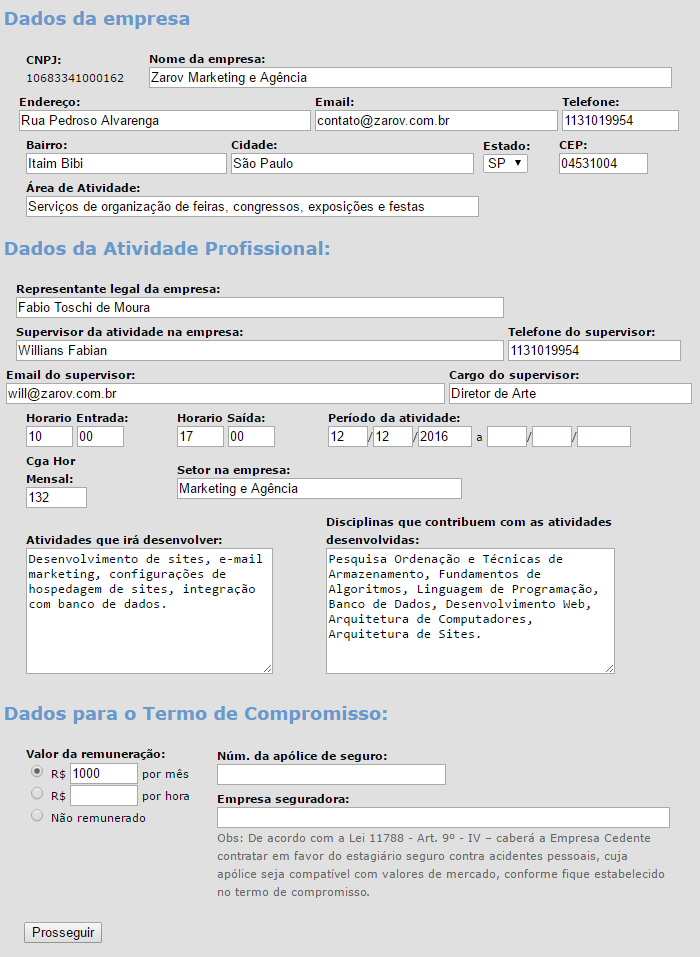 Dados da empresa
CNPJ:
10683341000162
Nome da empresa:
Zarov Marketing e Agência
Endereço:
Rua Pedroso Alvarenga
Email:
contato@zarov.com.br
Telefone:
1131019954
Bairro:
Itaim Bibi
Cidade:
São Paulo
Estado:
SP
CEP:
04531004
Área de Atividade:
Serviços de organização de feiras, congressos, exposições e festas
Dados da Atividade Profissional:
Representante legal da empresa:
Fabio Toschi de Moura
Supervisor da atividade na empresa:
Willians Fabian
Telefone do supervisor:
1131019954
Email do supervisor:
will@zarov.com.br
Cargo do supervisor:
Diretor de Arte
Horario Entrada:
10 00
Horario Saída:
17 00
Período da atividade:
12 / 12 / 2016 a / /
Cga Hor
Mensal:
132
Setor na empresa:
Marketing e Agência
Atividades que irá desenvolver:
Desenvolvimento de sites, e-mail
marketing, configurações de
hospedagem de sites, integração
com banco de dados.
Disciplinas que contribuem com as atividades
desenvolvidas:
Pesquisa Ordenação e Técnicas de
Armazenamento, Fundamentos de
Algoritmos, Linguagem de Programação,
Banco de Dados, Desenvolvimento Web,
Arquitetura de Computadores,
Arquitetura de Sites.
Dados para o Termo de Compromisso:
Valor da remuneração:
R$ 1000 por mês
R$ por hora
Não remunerado
Núm. da apólice de seguro:
Empresa seguradora:
Obs: De acordo com a Lei 11788 - Art. 9º - IV – caberá a Empresa Cedente
contratar em favor do estagiário seguro contra acidentes pessoais, cuja
apólice seja compatível com valores de mercado, conforme fique estabelecido
no termo de compromisso.
Prosseguir